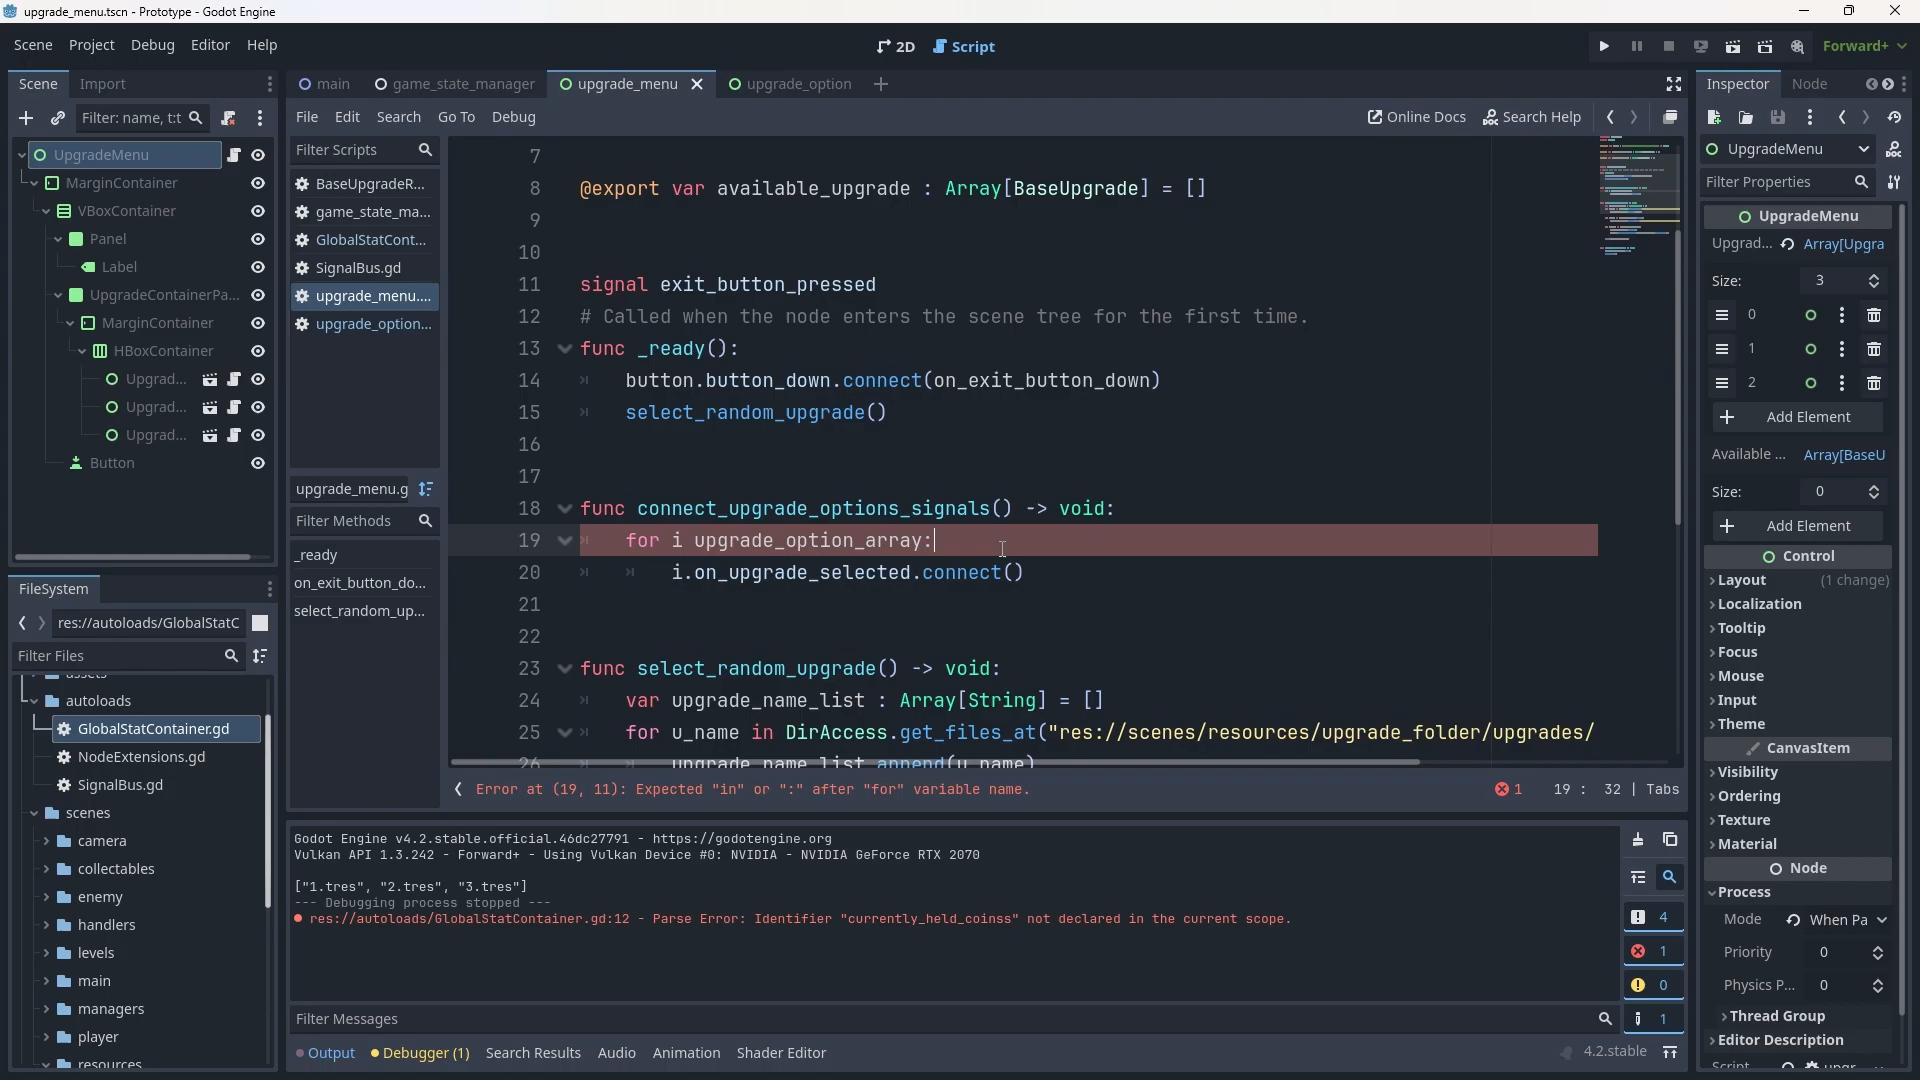 upgrade_menu.tscn - Prototype - Godot Engine
Scene Project Debug Editor Help
2D Script
Forward+
Scene Import
Filter: name, t:t
UpgradeMenu
MarginContainer
VBoxContainer
Panel
Label
UpgradeContainerPa...
MarginContainer
HBoxContainer
Upgrad...
Upgrad...
Upgrad...
Button
FileSystem
res://autoloads/GlobalStatC
Filter Files
assets
autoloads
GlobalStatContainer.gd
NodeExtensions.gd
SignalBus.gd
scenes
camera
collectables
enemy
handlers
levels
main
managers
player
resources
main game_state_manager upgrade_menu upgrade_option
File Edit Search Go To Debug
Online Docs Search Help
Filter Scripts
BaseUpgradeR...
game_state_ma...
GlobalStatCont...
SignalBus.gd
upgrade_menu....
upgrade_option...
upgrade_menu.g
Filter Methods
_ready
on_exit_button_do...
select_random_up...
7
8 @export var available_upgrade : Array[BaseUpgrade] = []
9
10
11 signal exit_button_pressed
12 # Called when the node enters the scene tree for the first time.
13 func _ready():
14 button.button_down.connect(on_exit_button_down)
15 select_random_upgrade()
16
17
18 func connect_upgrade_options_signals() -> void:
19 for i upgrade_option_array:
20 i.on_upgrade_selected.connect()
21
22
23 func select_random_upgrade() -> void:
24 var upgrade_name_list : Array[String] = []
25 for u_name in DirAccess.get_files_at("res://scenes/resources/upgrade_folder/upgrades/
26 upgrade_name_list.append(u_name)
Error at (19, 11): Expected "in" or ":" after "for" variable name.
1 19 : 32 | Tabs
Godot Engine v4.2.stable.official.46dc27791 - https://godotengine.org
Vulkan API 1.3.242 - Forward+ - Using Vulkan Device #0: NVIDIA - NVIDIA GeForce RTX 2070
["1.tres", "2.tres", "3.tres"]
--- Debugging process stopped ---
res://autoloads/GlobalStatContainer.gd:12 - Parse Error: Identifier "currently_held_coinss" not declared in the current scope.
4
1
0
1
Filter Messages
Output Debugger (1) Search Results Audio Animation Shader Editor
4.2.stable
Inspector Node
UpgradeMenu
Filter Properties
UpgradeMenu
Upgrad... Array[Upgra
Size: 3
0
1
2
Add Element
Available ... Array[BaseU
Size: 0
Add Element
Control
Layout (1 change)
Localization
Tooltip
Focus
Mouse
Input
Theme
CanvasItem
Visibility
Ordering
Texture
Material
Node
Process
Mode When Pa
Priority 0
Physics P... 0
Thread Group
Editor Description
Script upgr